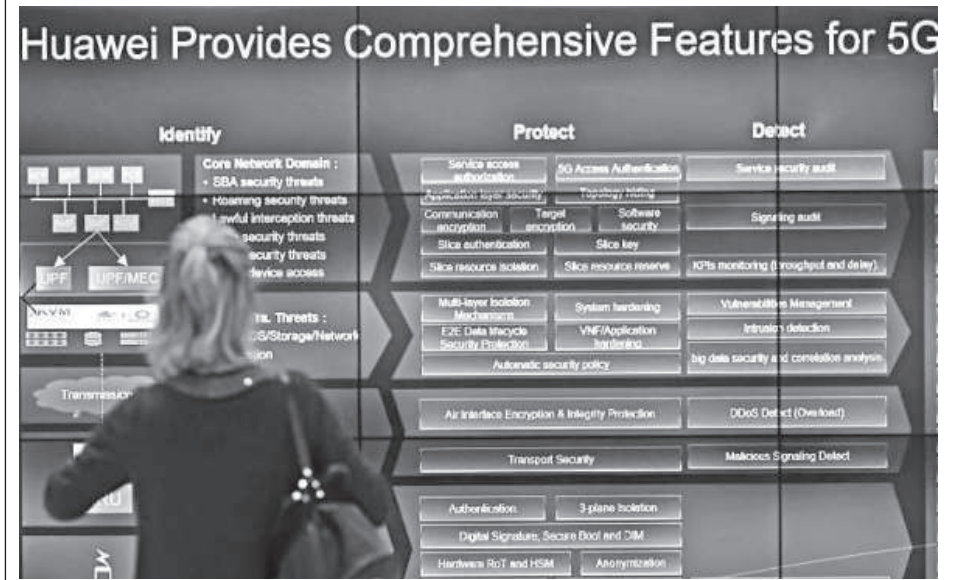 Huawei Provides Comprehensive Features for 5G
Identify
Protect
Detect
Core Network Domain :
• SBA security threats
• Roaming security threats
Lawful interception threats
security threats
security threats
device access
UPF
UPF/MEC
Threats :
/Storage/Network
Transmission
Service access
authorization
5G Access Authentication
Application layer security
Topology hiding
Communication
encryption
Target
encryption
Software
security
Slice authentication
Slice key
Slice resource isolation
Slice resource reserve
Multi-layer Isolation
Mechanisms
System hardening
E2E Data lifecycle
Security Protection
VNF/Application
hardening
Automatic security policy
Air Interface Encryption & Integrity Protection
Transport Security
Authentication
3-plane Isolation
Digital Signature, Secure Boot and DIM
Hardware RoT and HSM
Anonymization
Service security audit
Signaling audit
KPIs monitoring (throughput and delay)
Vulnerabilities Management
Intrusion detection
big data security and correlation analysis
DDoS Detect (Overload)
Malicious Signaling Detect